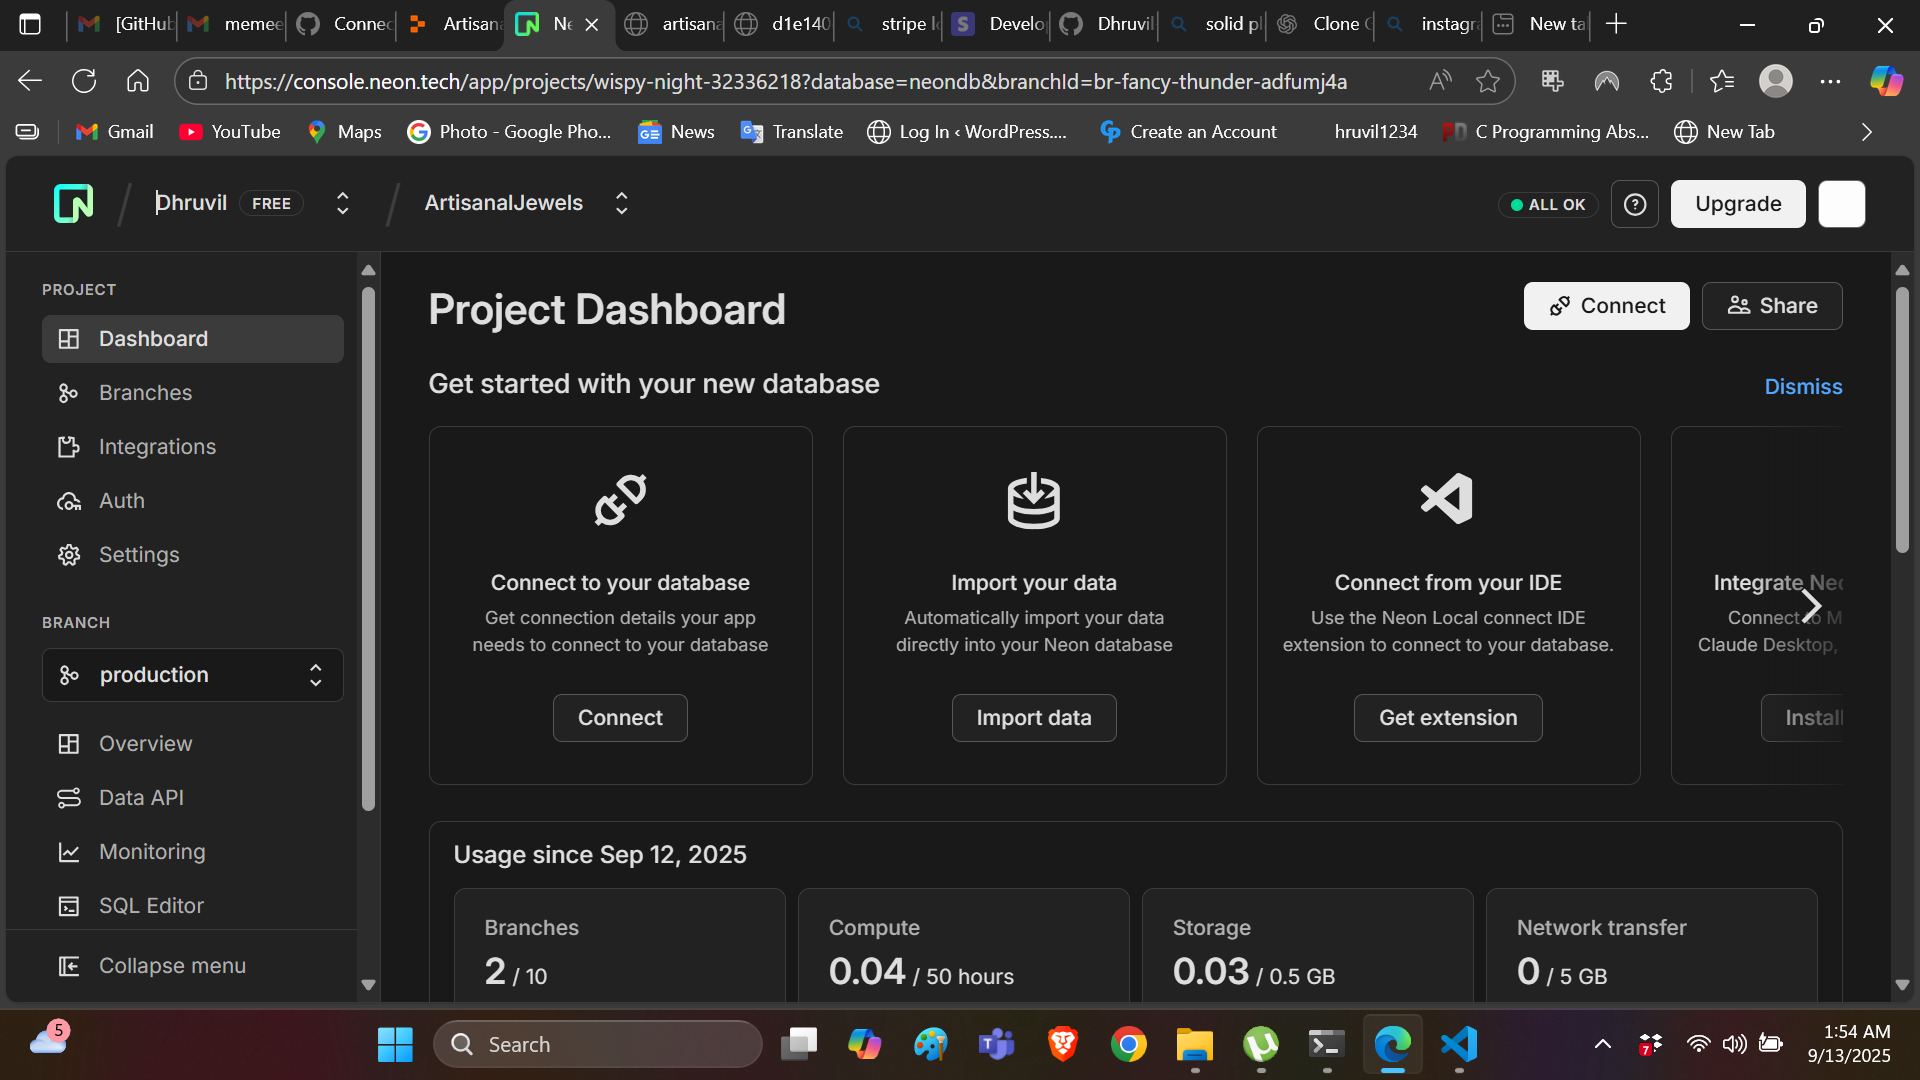 [GitHub
memee
Connec
Artisana
Ne
artisana
d1e140
stripe l
Develo
Dhruvil
solid pl
Clone
instagr
New ta
https://console.neon.tech/app/projects/wispy-night-32336218?database=neondb&branchId=br-fancy-thunder-adfumj4a
Gmail
YouTube
Maps
Photo - Google Pho...
News
Translate
Log In ‹ WordPress....
Create an Account
hruvil1234
C Programming Abs...
New Tab
Dhruvil
FREE
ArtisanalJewels
ALL OK
Upgrade
PROJECT
Dashboard
Branches
Integrations
Auth
Settings
BRANCH
production
Overview
Data API
Monitoring
SQL Editor
Collapse menu
Project Dashboard
Connect
Share
Get started with your new database
Dismiss
Connect to your database
Get connection details your app
needs to connect to your database
Connect
Import your data
Automatically import your data
directly into your Neon database
Import data
Connect from your IDE
Use the Neon Local connect IDE
extension to connect to your database.
Get extension
Integrate Neo
Connect to M
Claude Desktop,
Install
Usage since Sep 12, 2025
Branches
2 / 10
Compute
0.04 / 50 hours
Storage
0.03 / 0.5 GB
Network transfer
0 / 5 GB
5
Search
7
1:54 AM
9/13/2025